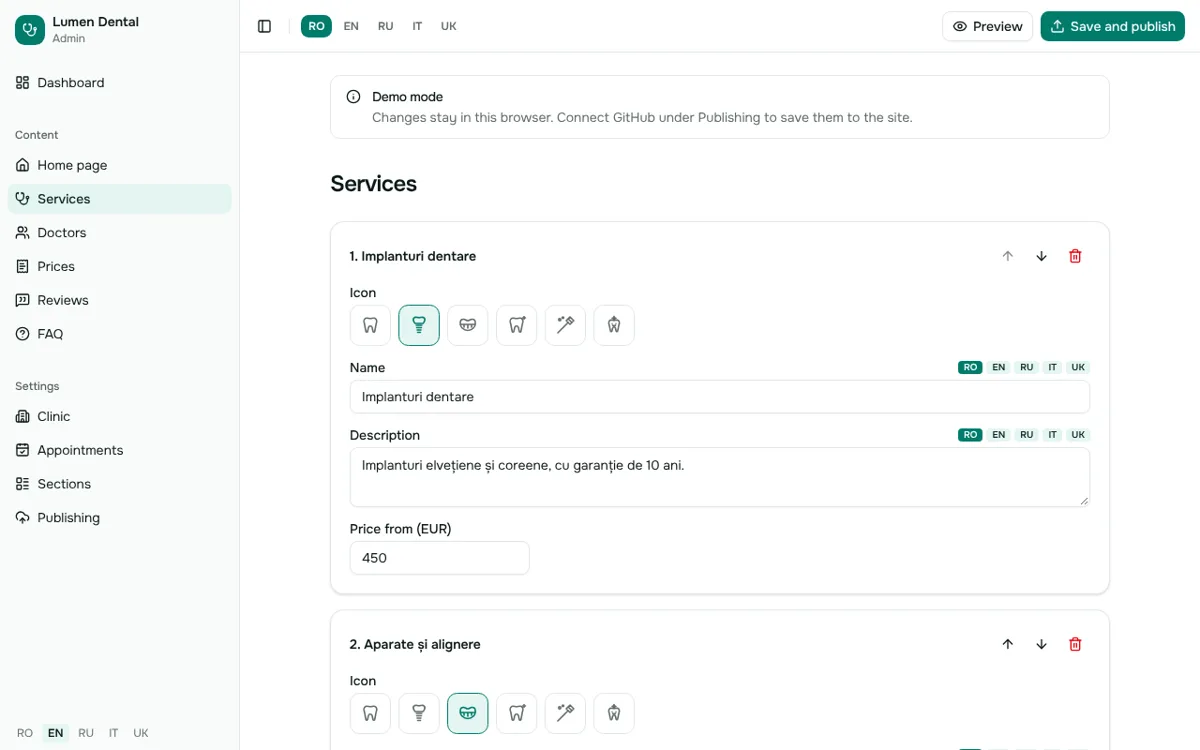 Lumen Dental
Admin
Dashboard
Content
Home page
Services
Doctors
Prices
Reviews
FAQ
Settings
Clinic
Appointments
Sections
Publishing
RO EN RU IT UK
RO EN RU IT UK
Preview
Save and publish
Demo mode
Changes stay in this browser. Connect GitHub under Publishing to save them to the site.
Services
1. Implanturi dentare
Icon
Name
RO EN RU IT UK
Implanturi dentare
Description
RO EN RU IT UK
Implanturi elvețiene și coreene, cu garanție de 10 ani.
Price from (EUR)
450
2. Aparate și alignere
Icon